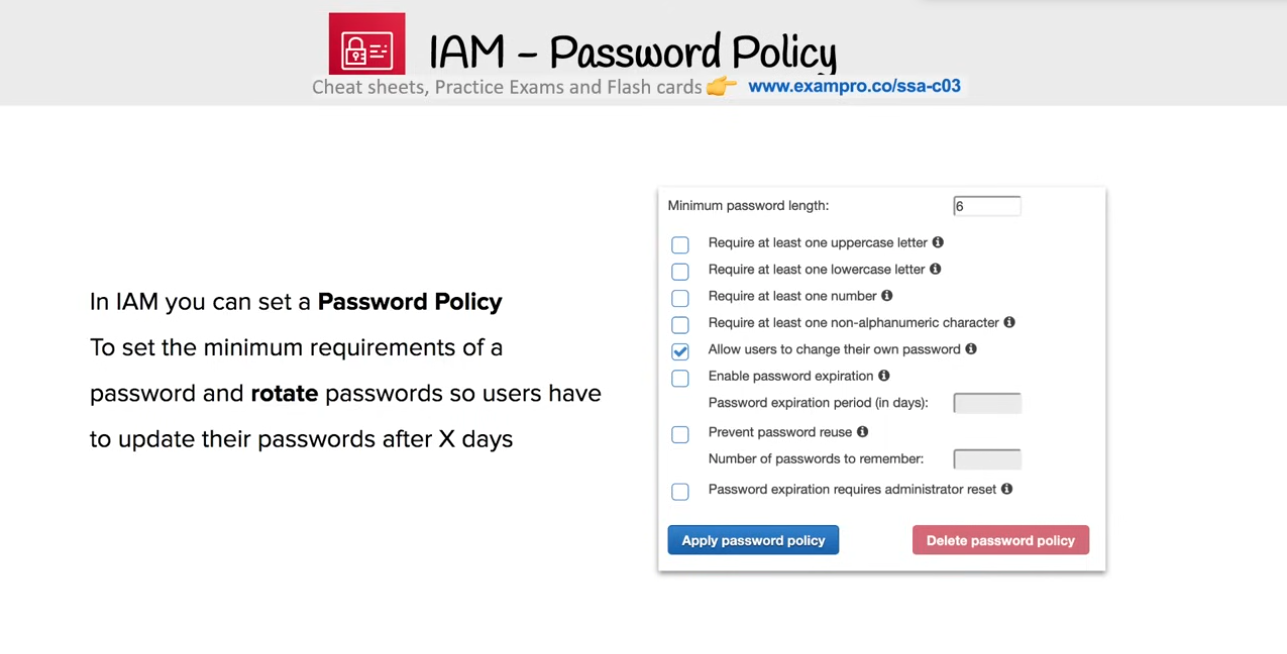 IAM – Password Policy
Cheat sheets, Practice Exams and Flash cards 👉 www.exampro.co/ssa-c03
In IAM you can set a Password Policy
To set the minimum requirements of a
password and rotate passwords so users have
to update their passwords after X days
Minimum password length: 6
Require at least one uppercase letter
Require at least one lowercase letter
Require at least one number
Require at least one non-alphanumeric character
Allow users to change their own password
Enable password expiration
Password expiration period (in days):
Prevent password reuse
Number of passwords to remember:
Password expiration requires administrator reset
Apply password policy
Delete password policy